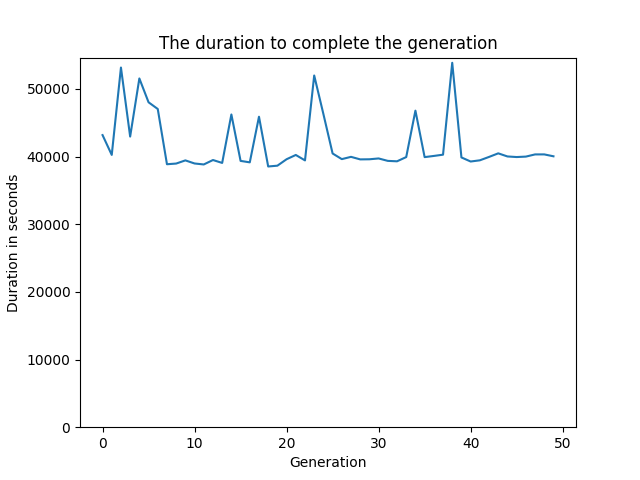 The duration to complete the generation
50000
40000
30000
20000
10000
0
Duration in seconds
0 10 20 30 40 50
Generation